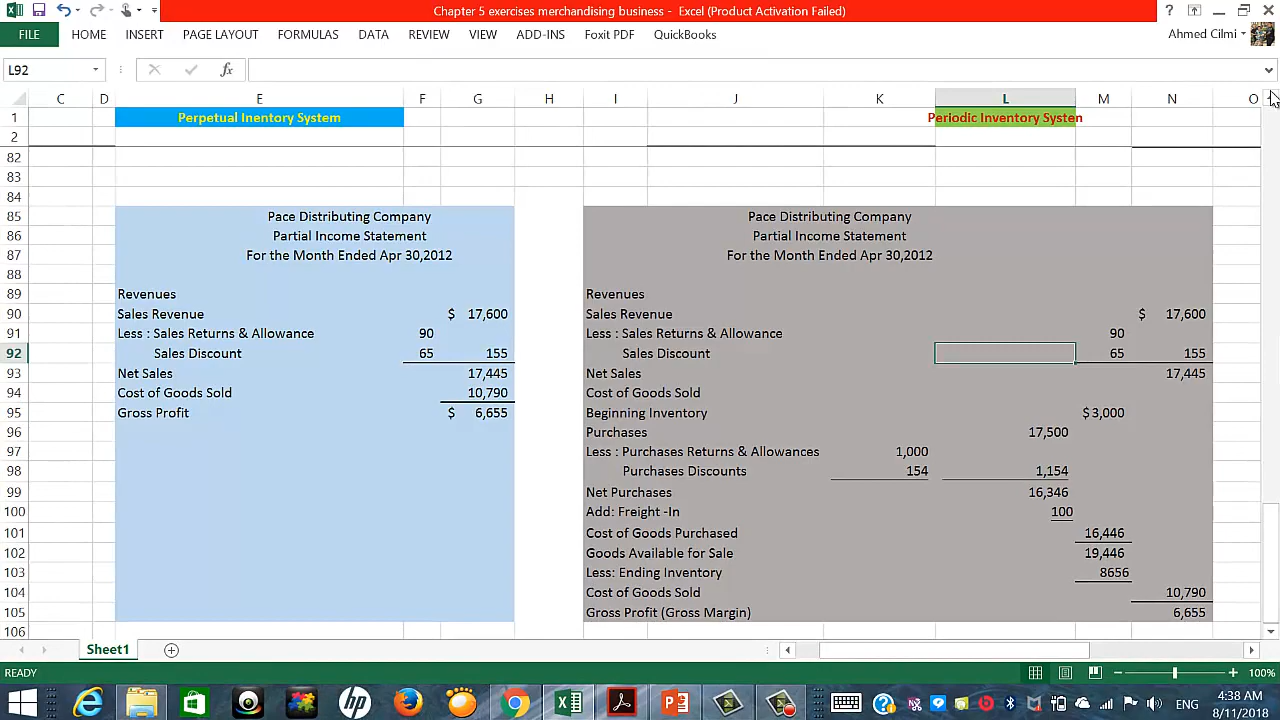 Chapter 5 exercises merchandising business - Excel (Product Activation Failed)
FILE HOME INSERT PAGE LAYOUT FORMULAS DATA REVIEW VIEW ADD-INS Foxit PDF QuickBooks Ahmed Cilmi
L92 fx
C D E F G H I J K L M N O
1 Perpetual Inentory System Periodic Inventory Systen
2
82
83
84
85 Pace Distributing Company Pace Distributing Company
86 Partial Income Statement Partial Income Statement
87 For the Month Ended Apr 30,2012 For the Month Ended Apr 30,2012
88
89 Revenues Revenues
90 Sales Revenue $ 17,600 Sales Revenue $ 17,600
91 Less : Sales Returns & Allowance 90 Less : Sales Returns & Allowance 90
92 Sales Discount 65 155 Sales Discount 65 155
93 Net Sales 17,445 Net Sales 17,445
94 Cost of Goods Sold 10,790 Cost of Goods Sold
95 Gross Profit $ 6,655 Beginning Inventory $ 3,000
96 Purchases 17,500
97 Less : Purchases Returns & Allowances 1,000
98 Purchases Discounts 154 1,154
99 Net Purchases 16,346
100 Add: Freight -In 100
101 Cost of Goods Purchased 16,446
102 Goods Available for Sale 19,446
103 Less: Ending Inventory 8656
104 Cost of Goods Sold 10,790
105 Gross Profit (Gross Margin) 6,655
106
Sheet1
READY 100%
ENG 4:38 AM
8/11/2018